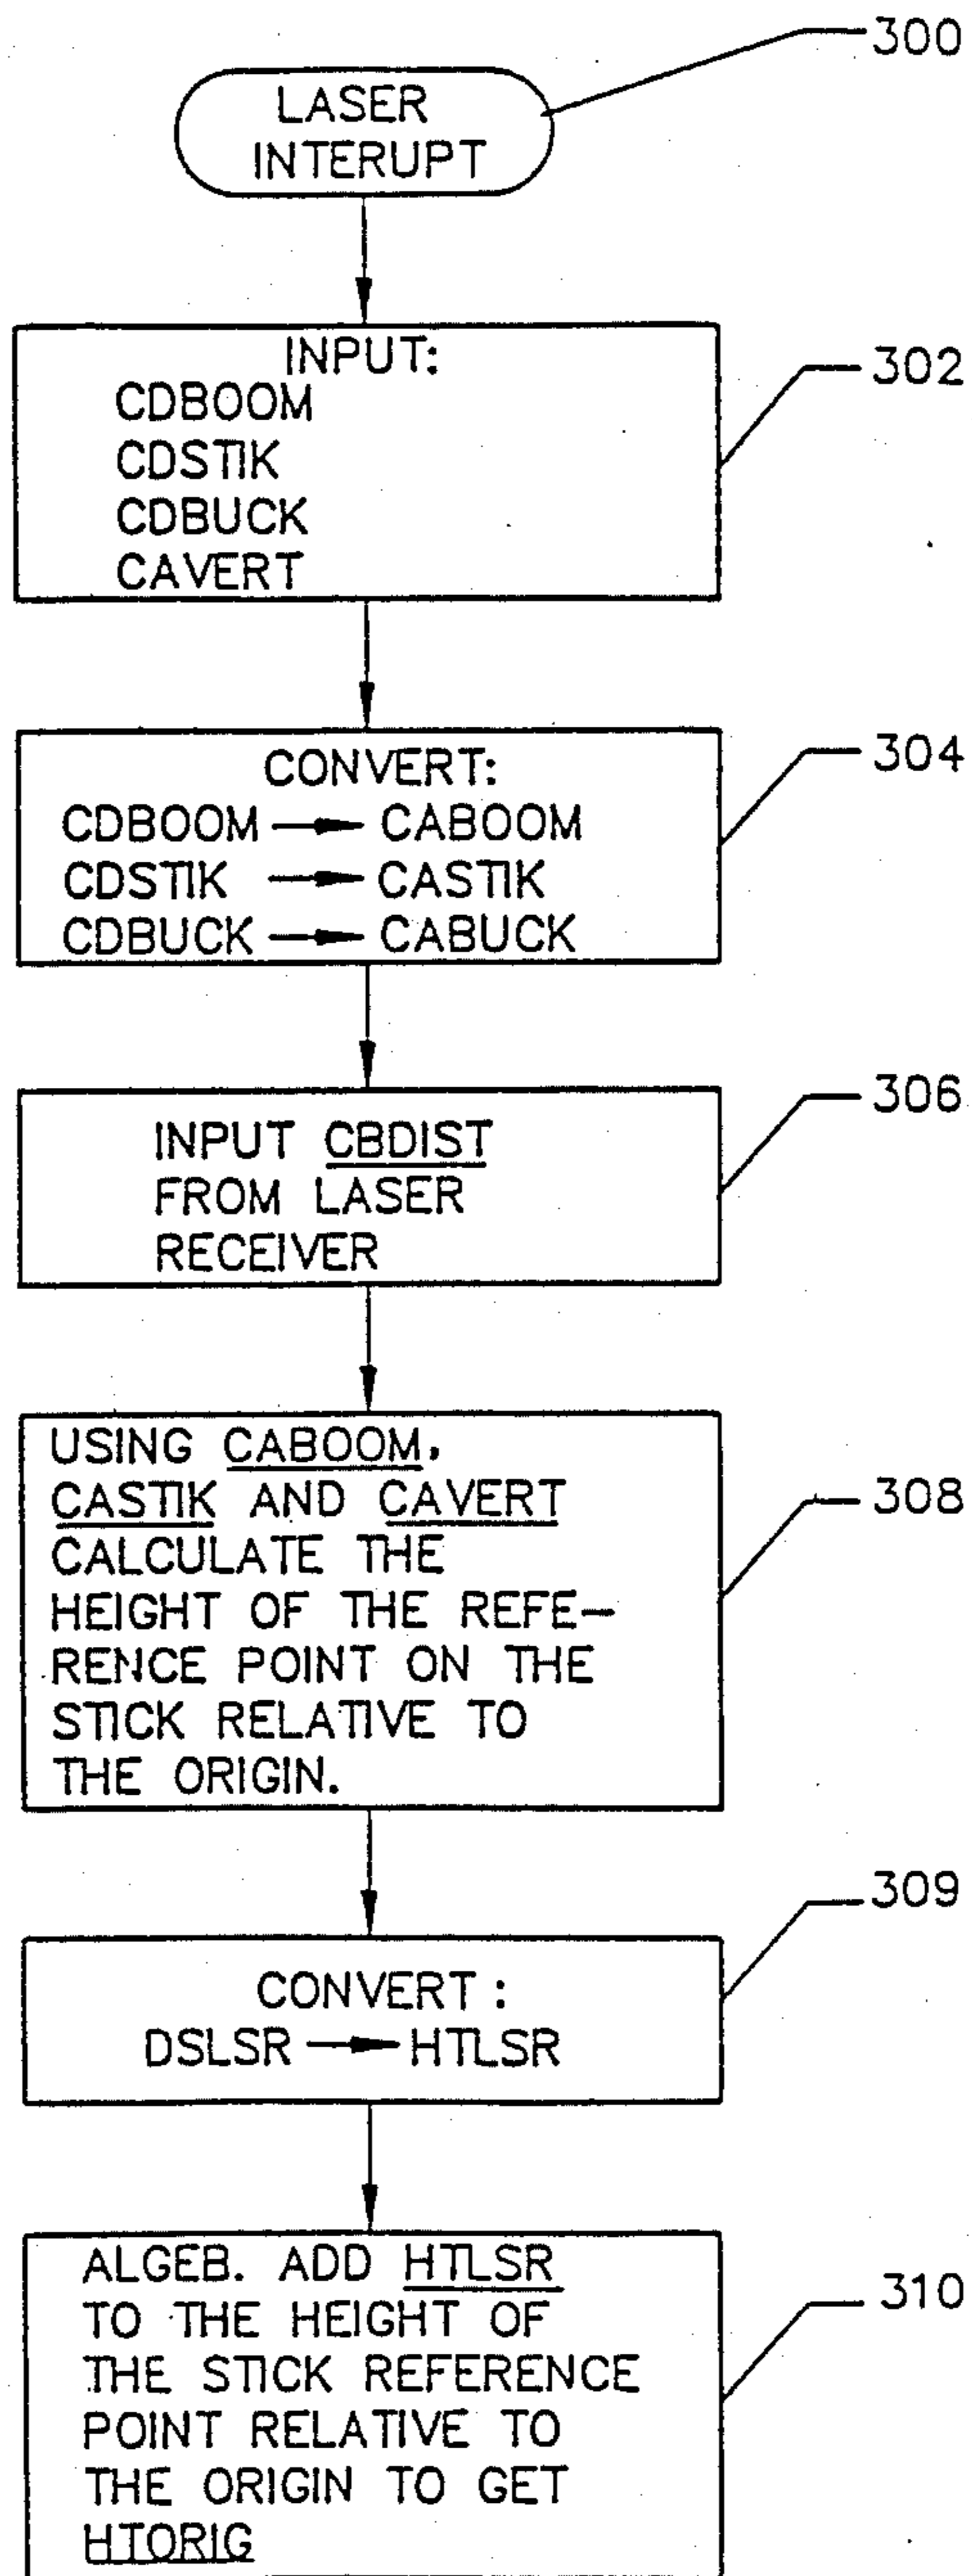 300
LASER
INTERUPT
302
INPUT:
CDBOOM
CDSTIK
CDBUCK
CAVERT
304
CONVERT:
CDBOOM → CABOOM
CDSTIK → CASTIK
CDBUCK → CABUCK
306
INPUT CBDIST
FROM LASER
RECEIVER
308
USING CABOOM,
CASTIK AND CAVERT
CALCULATE THE
HEIGHT OF THE REFE-
RENCE POINT ON THE
STICK RELATIVE TO
THE ORIGIN.
309
CONVERT :
DSLSR → HTLSR
310
ALGEB. ADD HTLSR
TO THE HEIGHT OF
THE STICK REFERENCE
POINT RELATIVE TO
THE ORIGIN TO GET
HTORIG